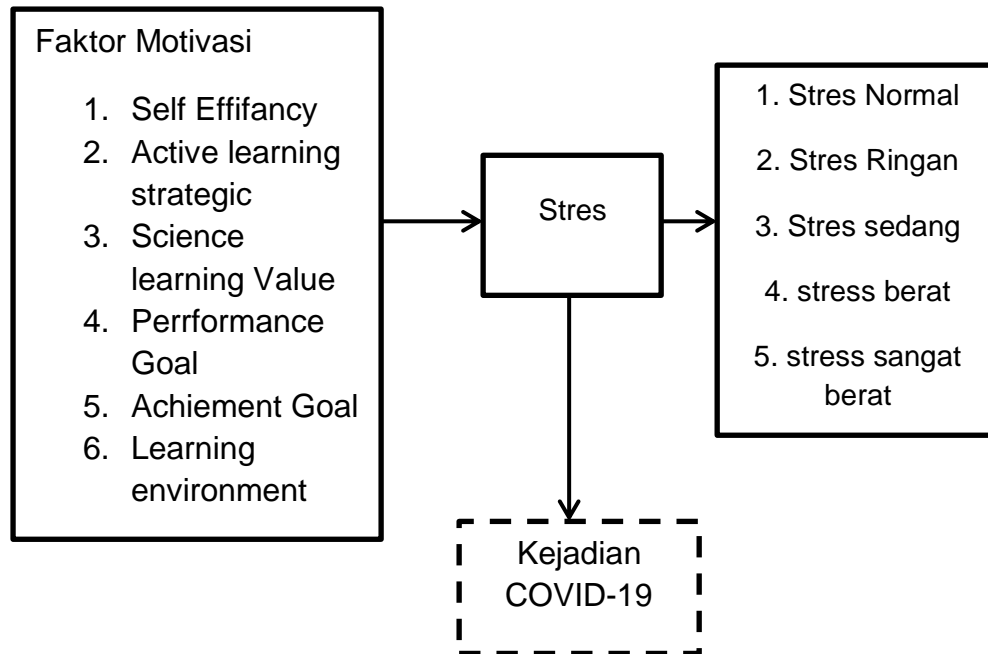 Faktor Motivasi
1. Self Effifancy
2. Active learning
strategic
3. Science
learning Value
4. Perrformance
Goal
5. Achiement Goal
6. Learning
environment
Stres
1. Stres Normal
2. Stres Ringan
3. Stres sedang
4. stress berat
5. stress sangat
berat
Kejadian
COVID-19